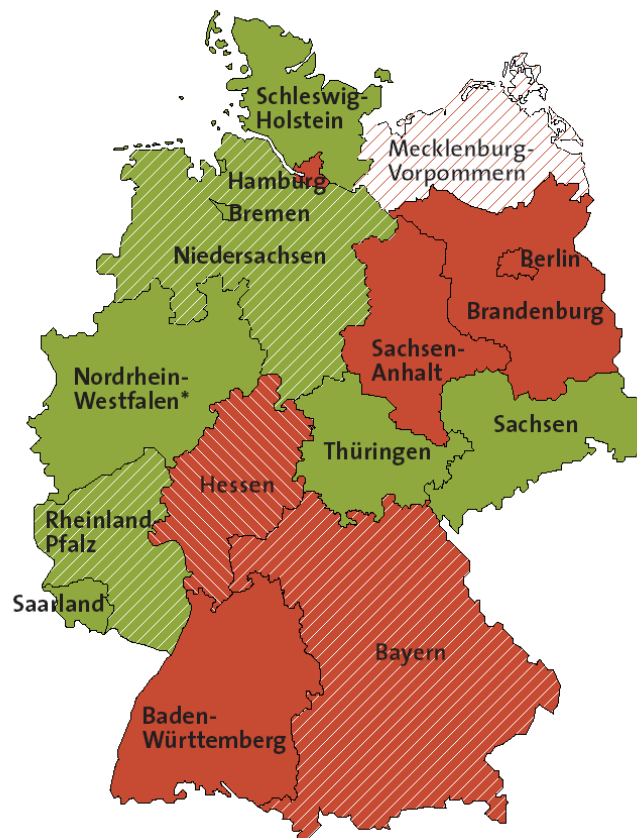 Schleswig-
Holstein
Mecklenburg-
Vorpommern
Hamburg
Bremen
Niedersachsen
Berlin
Brandenburg
Sachsen-
Anhalt
Nordrhein-
Westfalen*
Sachsen
Thüringen
Hessen
Rheinland
Pfalz
Saarland
Bayern
Baden-
Württemberg